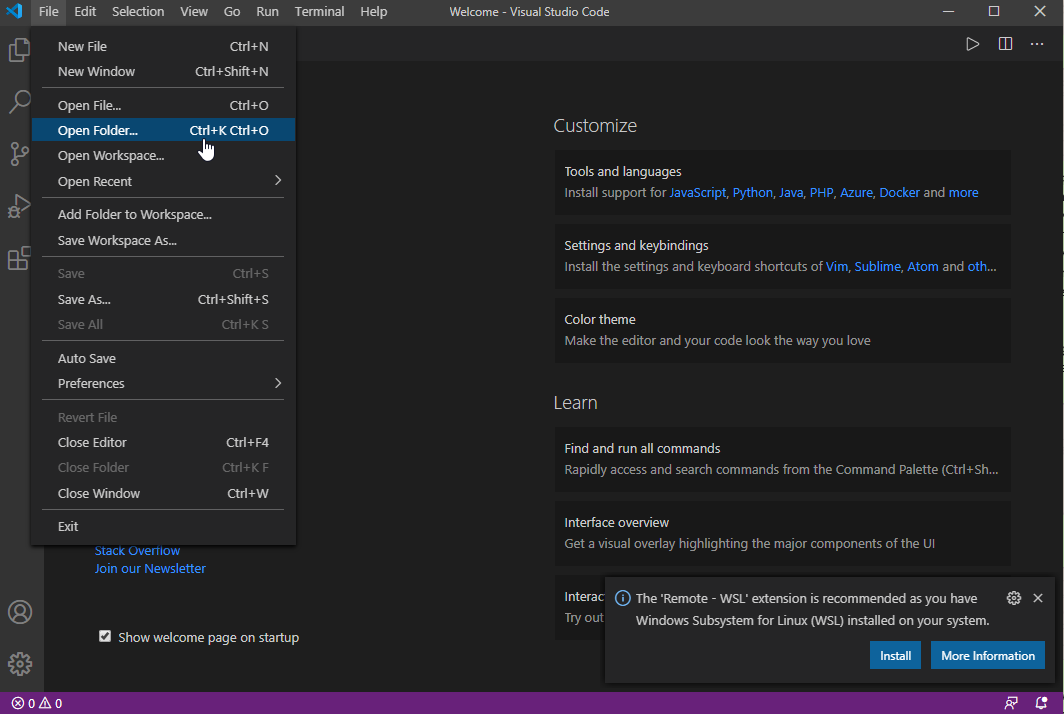 File Edit Selection View Go Run Terminal Help Welcome - Visual Studio Code
New File Ctrl+N
New Window Ctrl+Shift+N
Open File... Ctrl+O
Open Folder... Ctrl+K Ctrl+O
Open Workspace...
Open Recent
Add Folder to Workspace...
Save Workspace As...
Save Ctrl+S
Save As... Ctrl+Shift+S
Save All Ctrl+K S
Auto Save
Preferences
Revert File
Close Editor Ctrl+F4
Close Folder Ctrl+K F
Close Window Ctrl+W
Exit
Stack Overflow
Join our Newsletter
Show welcome page on startup
Customize
Tools and languages
Install support for JavaScript, Python, Java, PHP, Azure, Docker and more
Settings and keybindings
Install the settings and keyboard shortcuts of Vim, Sublime, Atom and oth...
Color theme
Make the editor and your code look the way you love
Learn
Find and run all commands
Rapidly access and search commands from the Command Palette (Ctrl+Sh...
Interface overview
Get a visual overlay highlighting the major components of the UI
Interac
Try out
The 'Remote - WSL' extension is recommended as you have
Windows Subsystem for Linux (WSL) installed on your system.
Install More Information
0 0